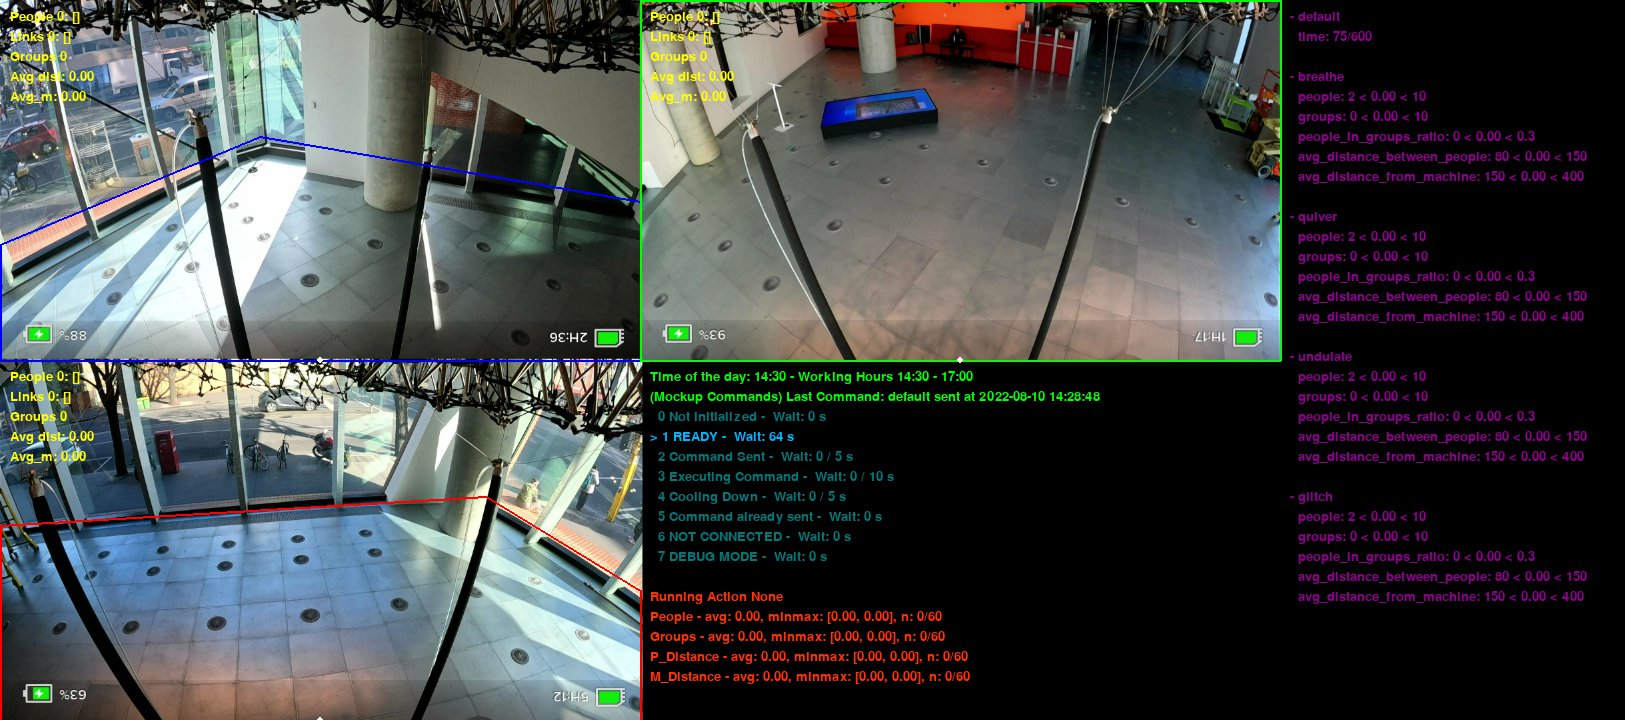 People 0: []
Links 0: []
Groups 0
Avg dist: 0.00
Avg_m: 0.00
88%
2H:36
People 0: []
Links 0: []
Groups 0
Avg dist: 0.00
Avg_m: 0.00
93%
1H:17
People 0: []
Links 0: []
Groups 0
Avg dist: 0.00
Avg_m: 0.00
63%
5H:12
Time of the day: 14:30 - Working Hours 14:30 - 17:00
(Mockup Commands) Last Command: default sent at 2022-08-10 14:28:48
0 Not Initialized - Wait: 0 s
> 1 READY - Wait: 64 s
2 Command Sent - Wait: 0 / 5 s
3 Executing Command - Wait: 0 / 10 s
4 Cooling Down - Wait: 0 / 5 s
5 Command already sent - Wait: 0 s
6 NOT CONNECTED - Wait: 0 s
7 DEBUG MODE - Wait: 0 s
Running Action None
People - avg: 0.00, minmax: [0.00, 0.00], n: 0/60
Groups - avg: 0.00, minmax: [0.00, 0.00], n: 0/60
P_Distance - avg: 0.00, minmax: [0.00, 0.00], n: 0/60
M_Distance - avg: 0.00, minmax: [0.00, 0.00], n: 0/60
- default
time: 75/600
- breathe
people: 2 < 0.00 < 10
groups: 0 < 0.00 < 10
people_in_groups_ratio: 0 < 0.00 < 0.3
avg_distance_between_people: 80 < 0.00 < 150
avg_distance_from_machine: 150 < 0.00 < 400
- quiver
people: 2 < 0.00 < 10
groups: 0 < 0.00 < 10
people_in_groups_ratio: 0 < 0.00 < 0.3
avg_distance_between_people: 80 < 0.00 < 150
avg_distance_from_machine: 150 < 0.00 < 400
- undulate
people: 2 < 0.00 < 10
groups: 0 < 0.00 < 10
people_in_groups_ratio: 0 < 0.00 < 0.3
avg_distance_between_people: 80 < 0.00 < 150
avg_distance_from_machine: 150 < 0.00 < 400
- glitch
people: 2 < 0.00 < 10
groups: 0 < 0.00 < 10
people_in_groups_ratio: 0 < 0.00 < 0.3
avg_distance_between_people: 80 < 0.00 < 150
avg_distance_from_machine: 150 < 0.00 < 400